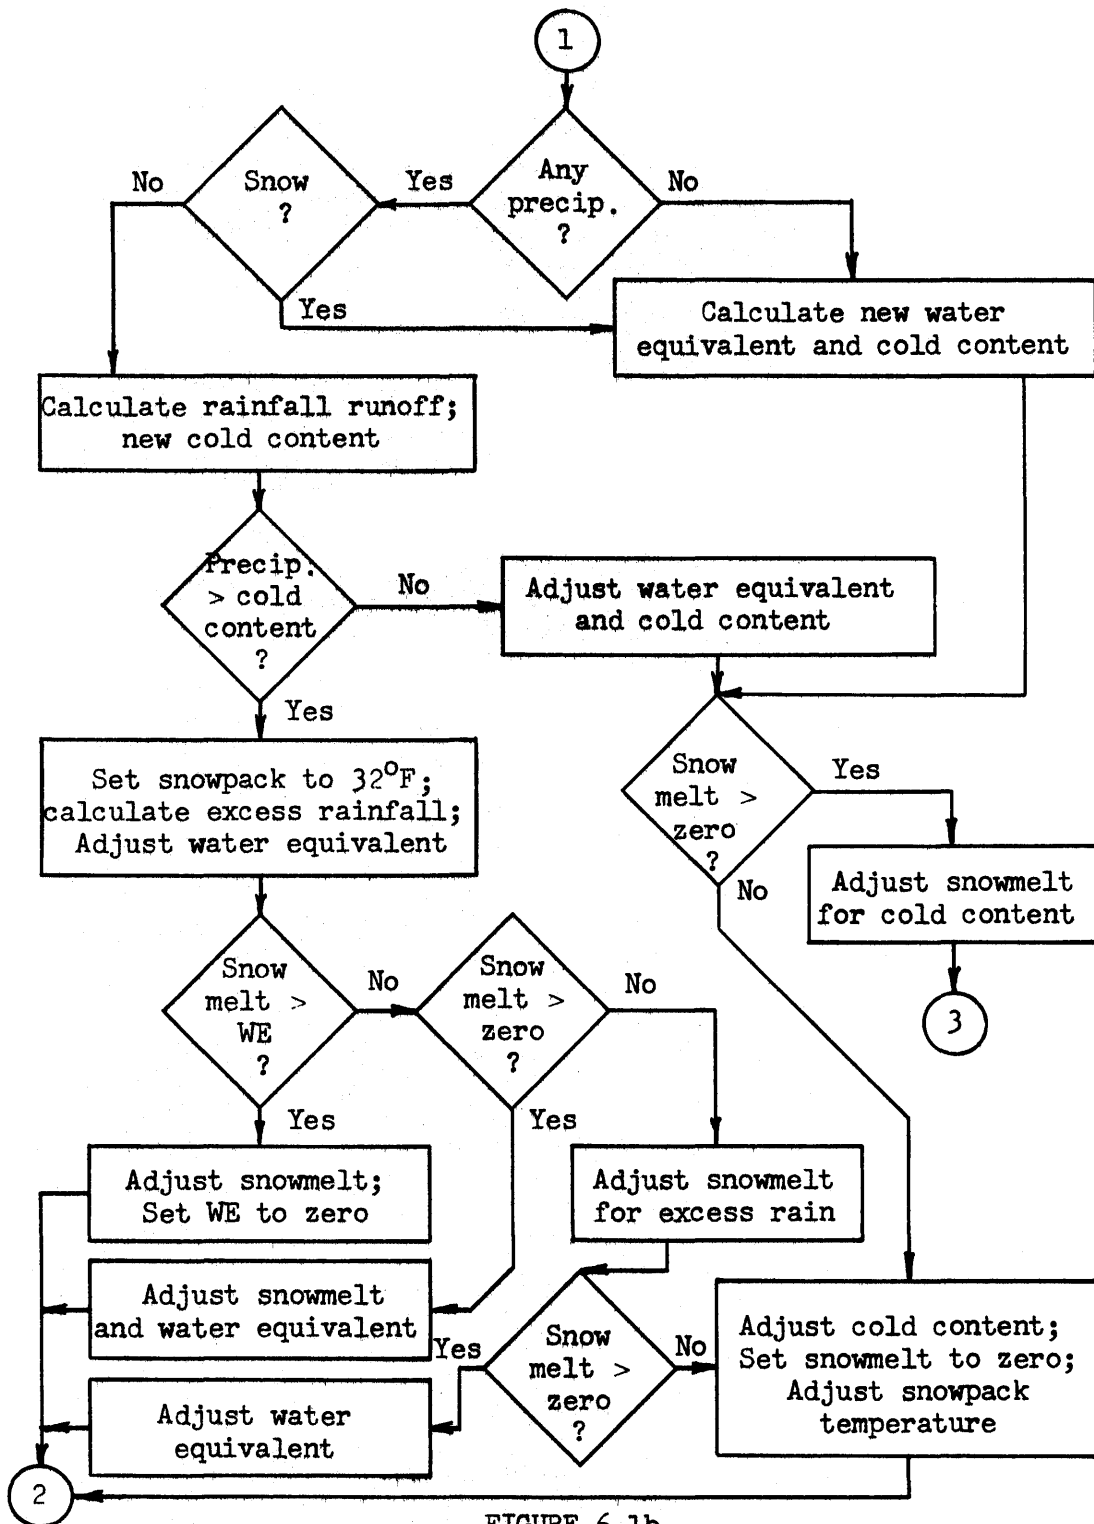 1
Any
precip.
?
No
Yes
Snow
?
No
Yes
Calculate new water
equivalent and cold content
Calculate rainfall runoff;
new cold content
Precip.
> cold
content
?
No
Yes
Adjust water equivalent
and cold content
Set snowpack to 32°F;
calculate excess rainfall;
Adjust water equivalent
Snow
melt >
zero
?
Yes
No
Adjust snowmelt
for cold content
3
Snow
melt >
WE
?
No
Yes
Snow
melt >
zero
?
No
Yes
Adjust snowmelt;
Set WE to zero
Adjust snowmelt
for excess rain
Adjust snowmelt
and water equivalent
Snow
melt >
zero
?
Yes
No
Adjust cold content;
Set snowmelt to zero;
Adjust snowpack
temperature
Adjust water
equivalent
2
FIGURE 6.1b